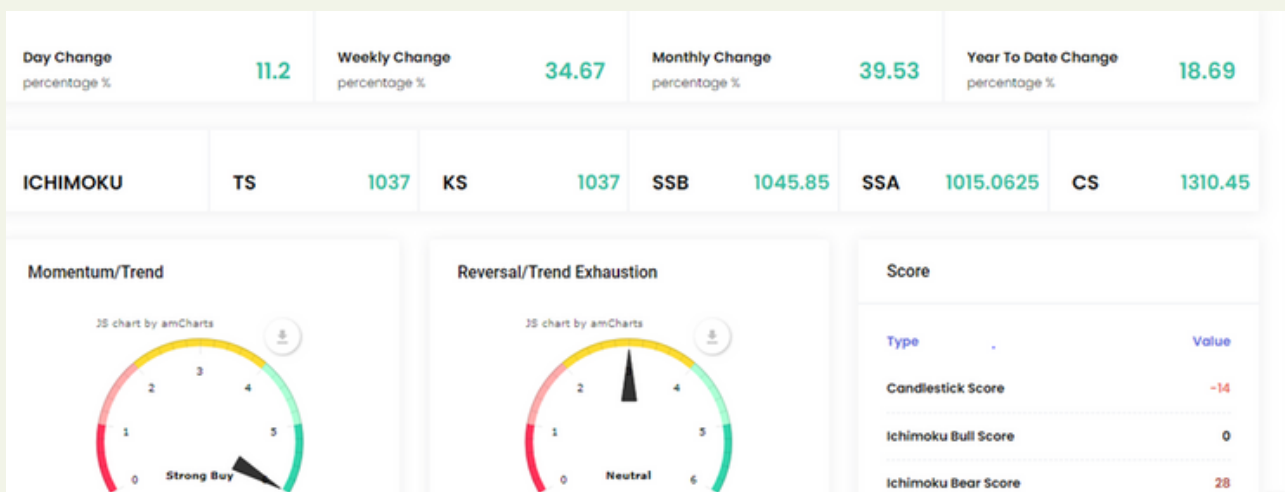 Day Change
percentage %
11.2
Weekly Change
percentage %
34.67
Monthly Change
percentage %
39.53
Year To Date Change
percentage %
18.69
ICHIMOKU
TS 1037
KS 1037
SSB 1045.85
SSA 1015.0625
CS 1310.45
Momentum/Trend
JS chart by amCharts
0
1
2
3
4
5
Strong Buy
Reversal/Trend Exhaustion
JS chart by amCharts
0
1
2
4
5
6
Neutral
Score
Type Value
Candlestick Score -14
Ichimoku Bull Score 0
Ichimoku Bear Score 28